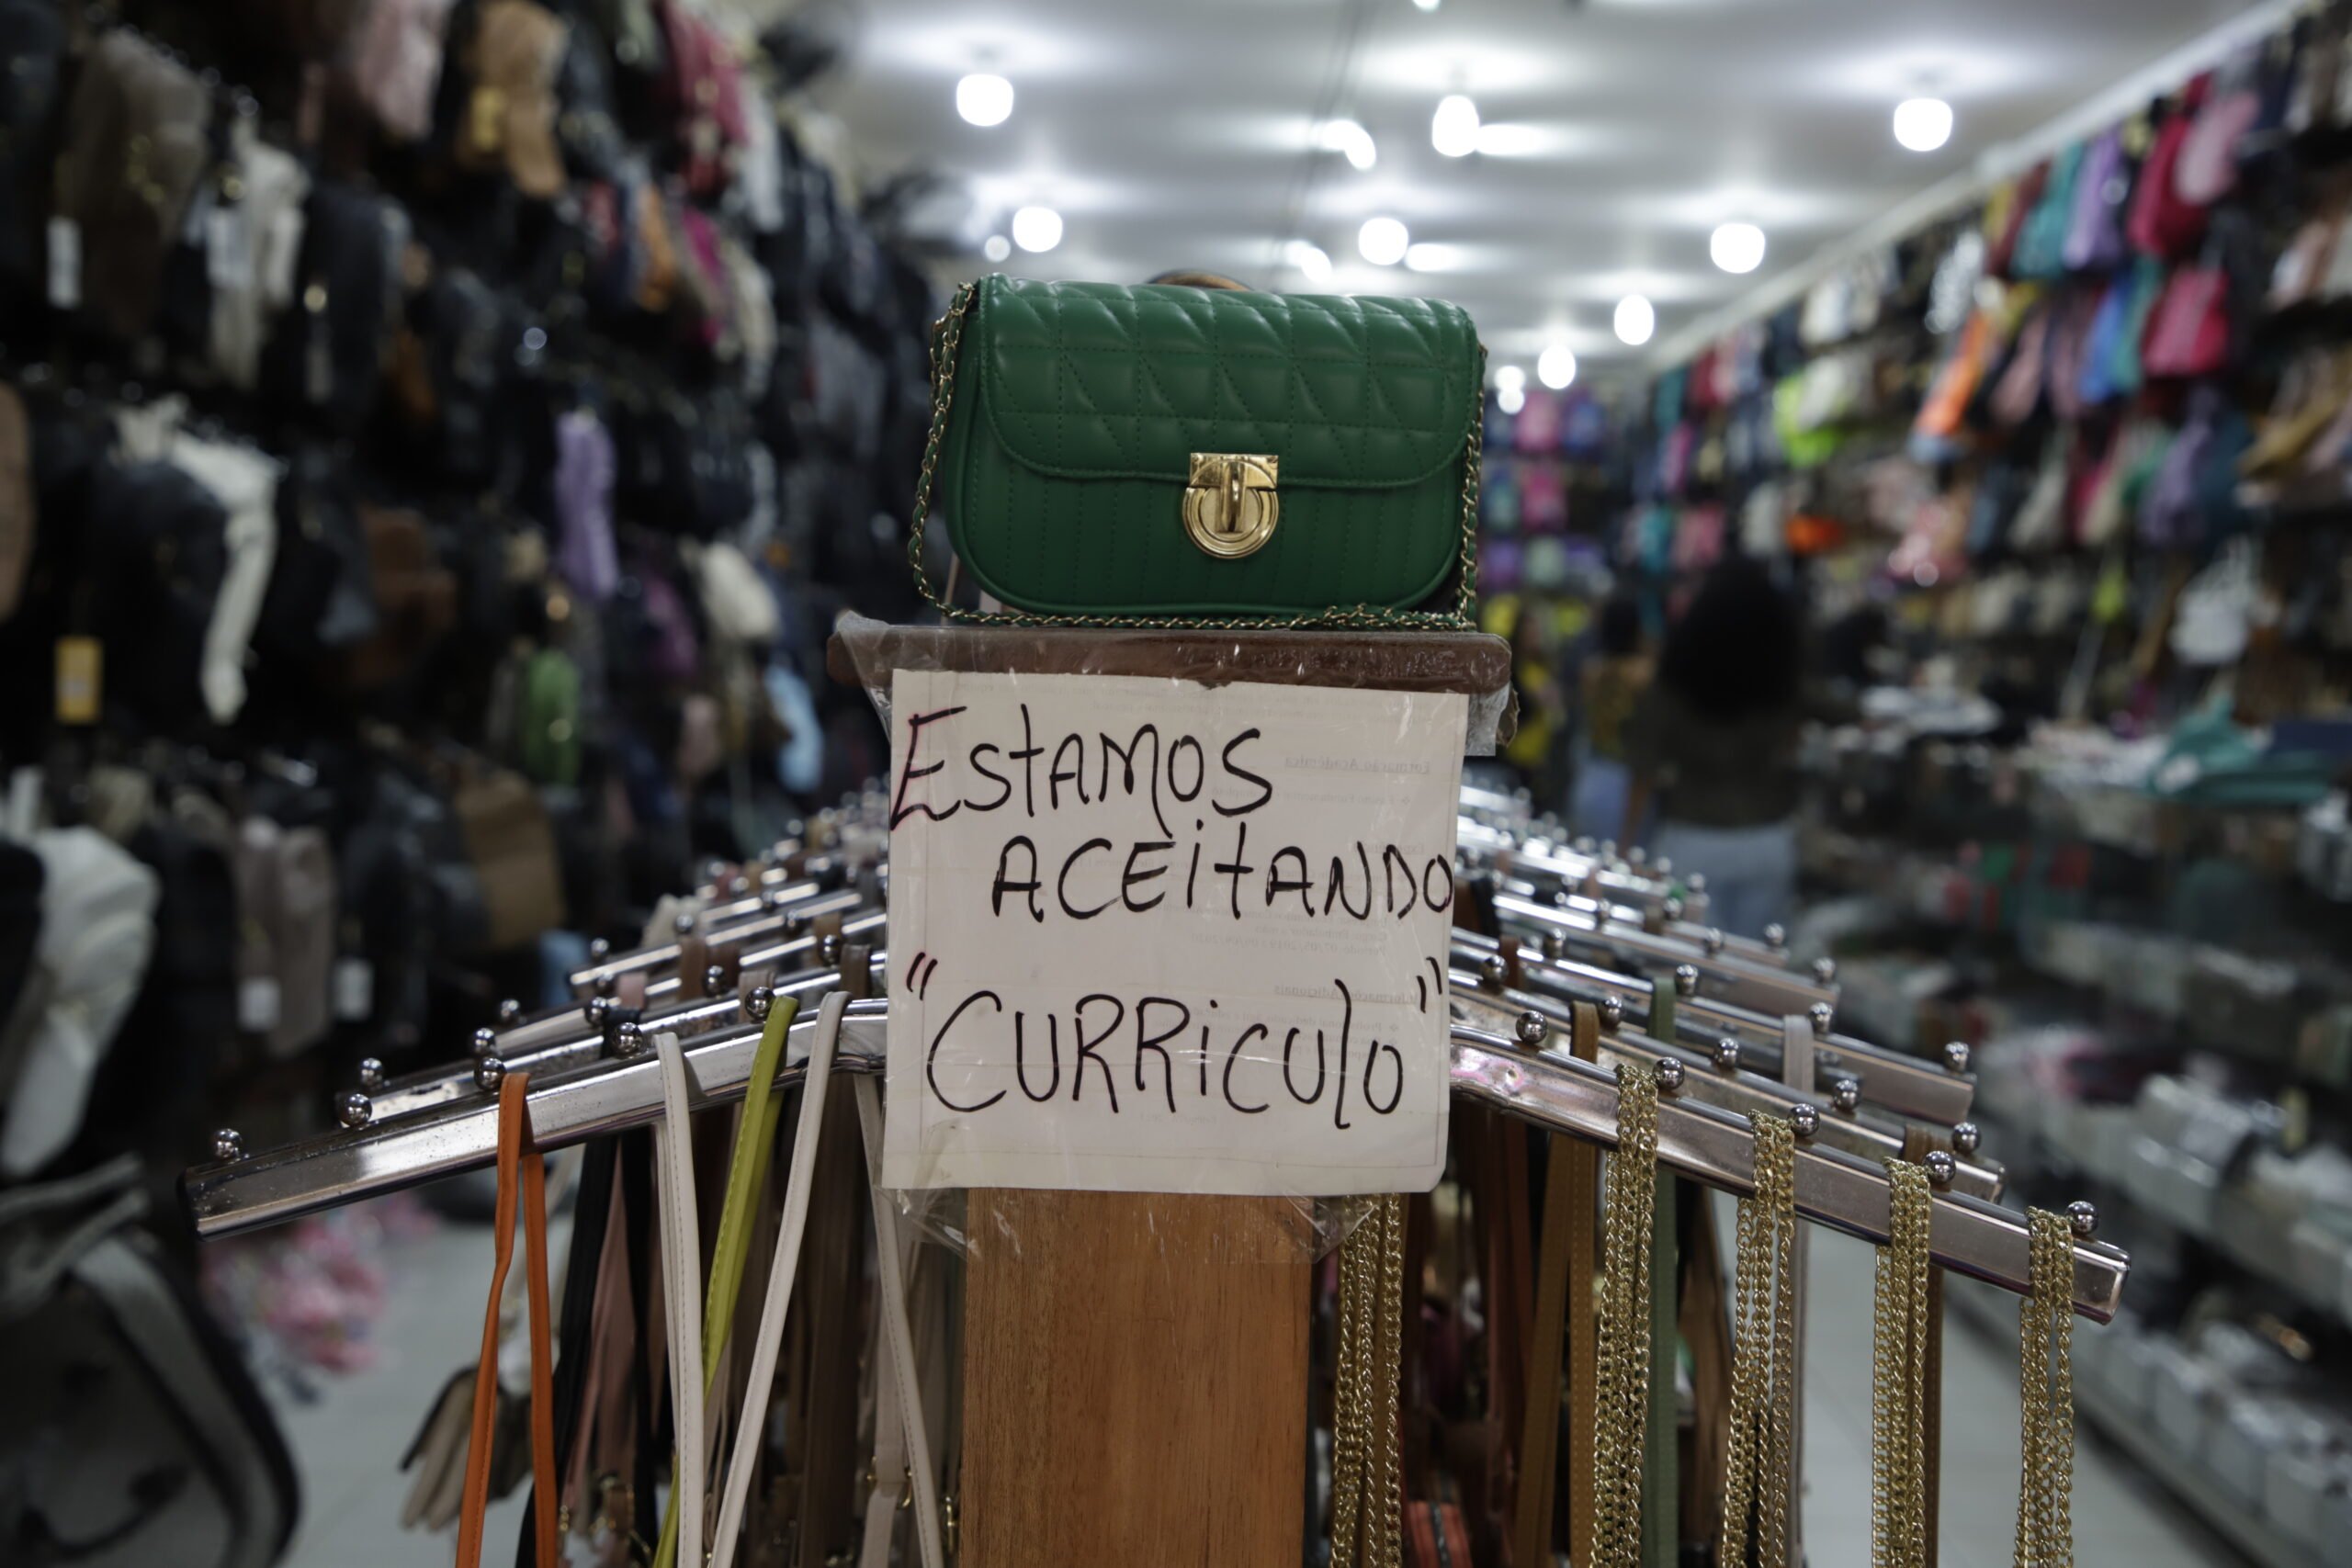 Estamos
aceitando
"Curriculo"